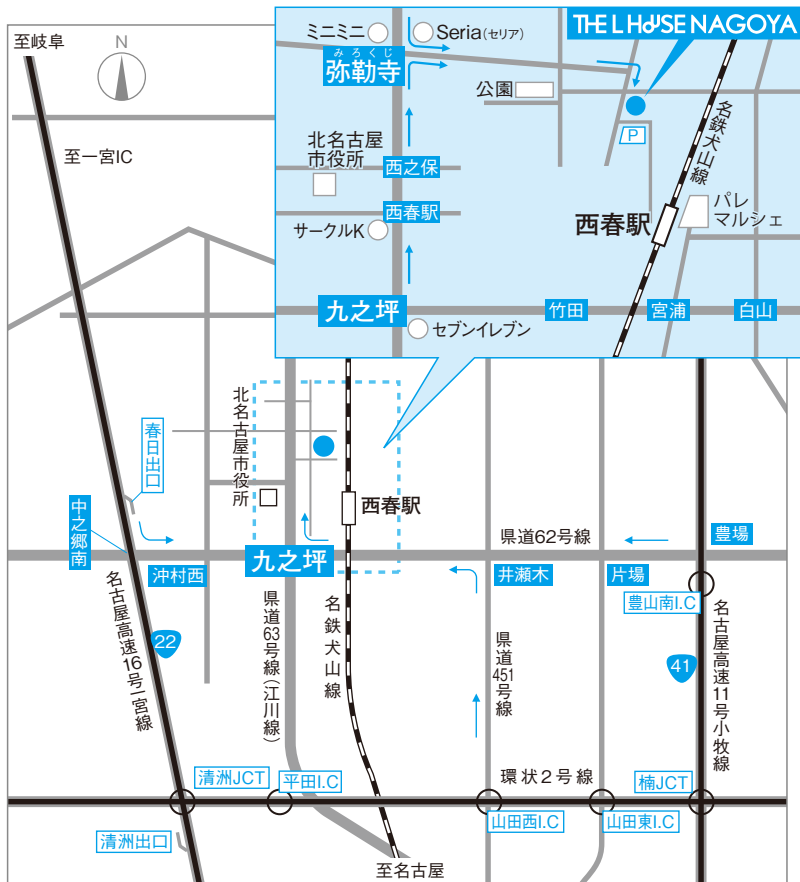 至岐阜
N
至一宮IC
ミニミニ
Seria(セリア)
THE L HOUSE NAGOYA
みろくじ
弥勒寺
公園
P
名鉄犬山線
北名古屋
市役所
西之保
西春駅
サークルK
西春駅
パレ
マルシェ
九之坪
竹田
宮浦
白山
セブンイレブン
北名古屋市役所
春日出口
西春駅
中之郷南
県道62号線
豊場
沖村西
九之坪
井瀬木
片場
豊山南I.C
名古屋高速16号一宮線
22
県道63号線(江川線)
名鉄犬山線
県道451号線
41
名古屋高速11号小牧線
清洲JCT
平田I.C
環状2号線
楠JCT
清洲出口
山田西I.C
山田東I.C
至名古屋